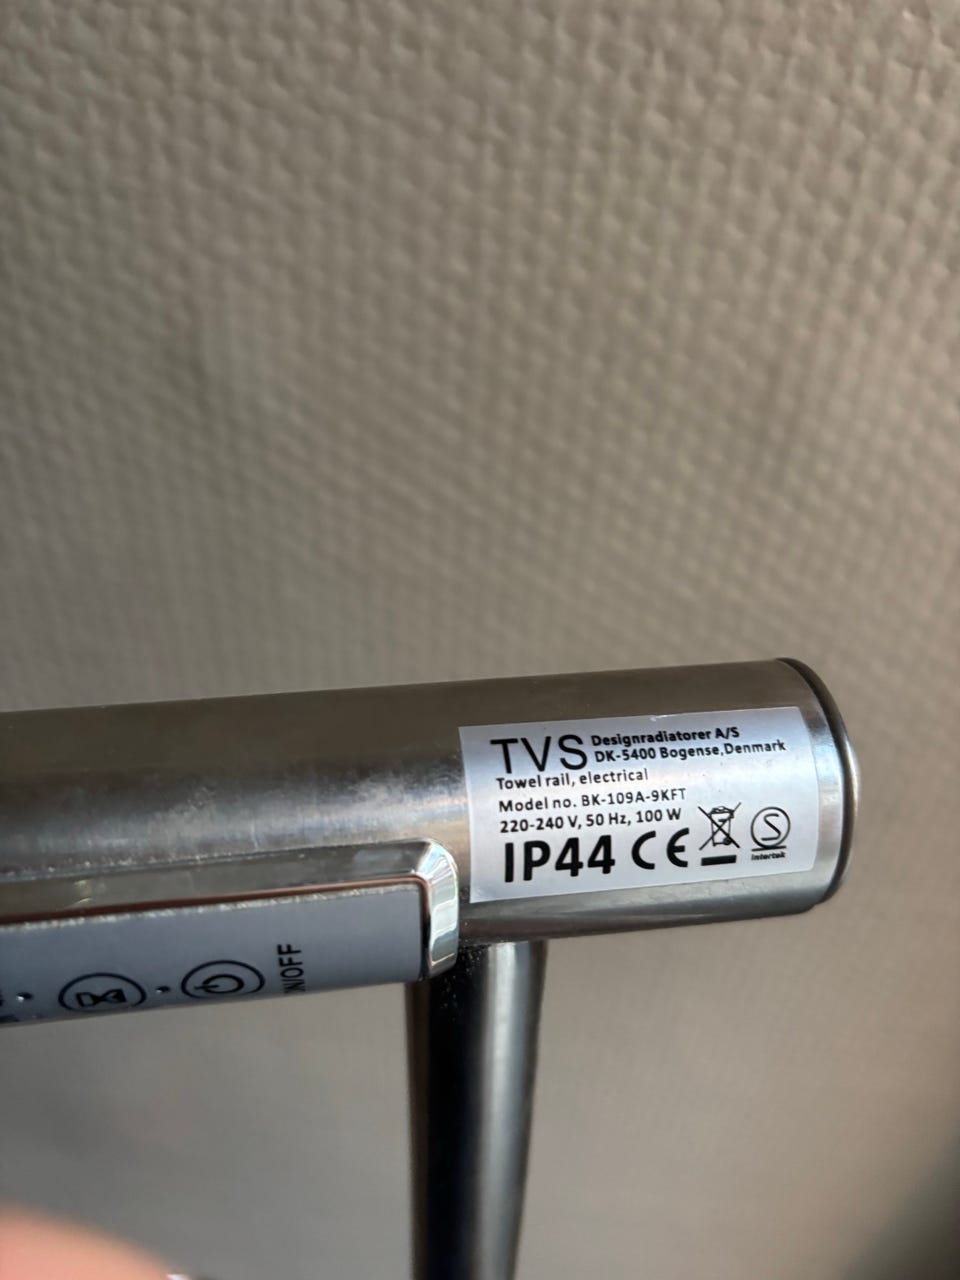 TVS Designradiatorer A/S
DK-5400 Bogense, Denmark
Towel rail, electrical
Model no. BK-109A-9KFT
220-240 V, 50 Hz, 100 W
IP44 CE
S
Intertek
ON/OFF